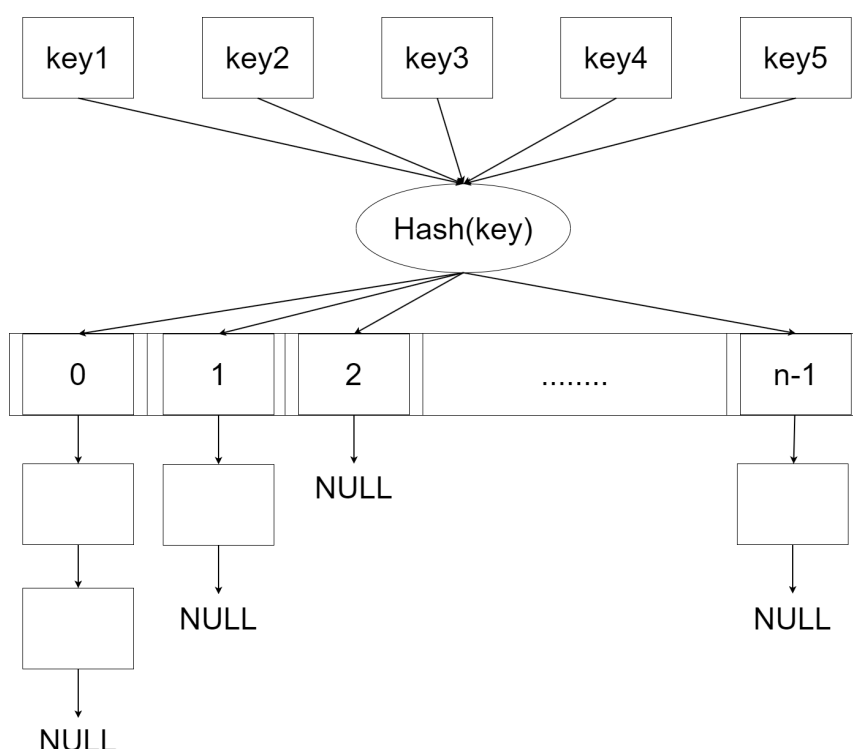 key1
key2
key3
key4
key5
Hash(key)
0
1
2
........
n-1
NULL
NULL
NULL
NULL